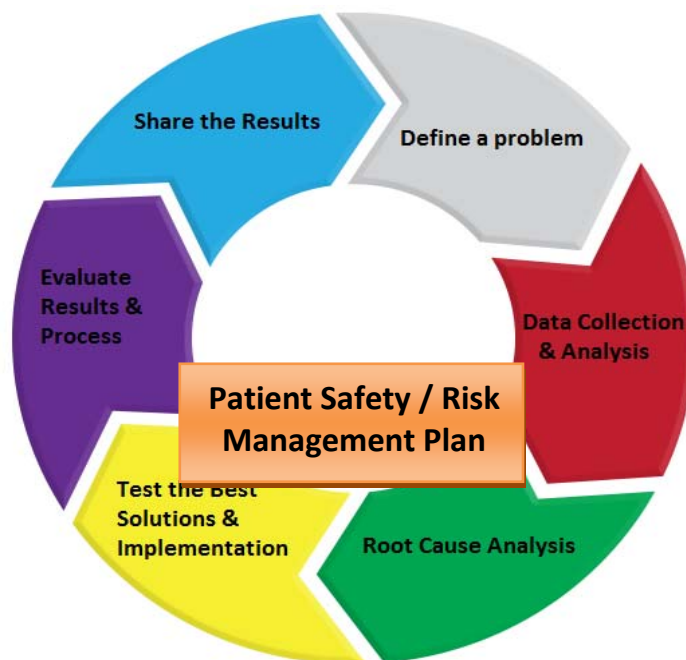 Share the Results
Define a problem
Data Collection
& Analysis
Root Cause Analysis
Test the Best
Solutions &
Implementation
Evaluate
Results &
Process
Patient Safety / Risk
Management Plan